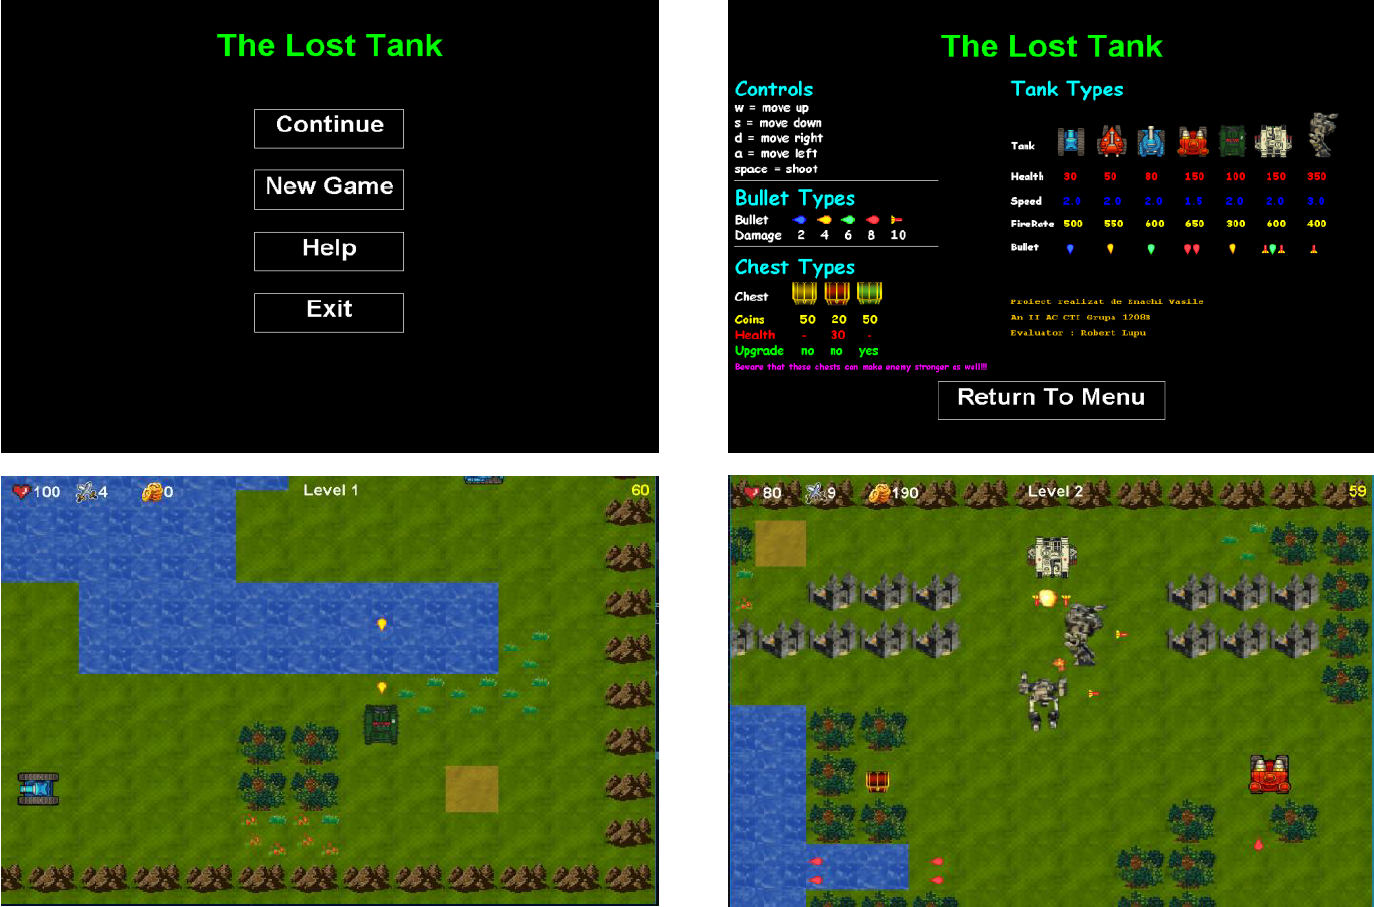 The Lost Tank
Continue
New Game
Help
Exit
The Lost Tank
Controls
w = move up
s = move down
d = move right
a = move left
space = shoot
Bullet Types
Bullet
Damage 2 4 6 8 10
Chest Types
Chest
Coins 50 20 50
Health - 30 -
Upgrade no no yes
Beware that these chests can make enemy stronger as well!!!
Tank Types
Tank
Health 30 50 80 150 100 150 350
Speed 2.0 2.0 2.0 1.5 2.0 2.0 3.0
FireRate 500 550 600 650 300 600 400
Bullet
Proiect realizat de Enachi Vasile
An II AC CTI Grupa 1208B
Evaluator : Robert Lupu
Return To Menu
100 4 0 Level 1 60
80 9 190 Level 2 59